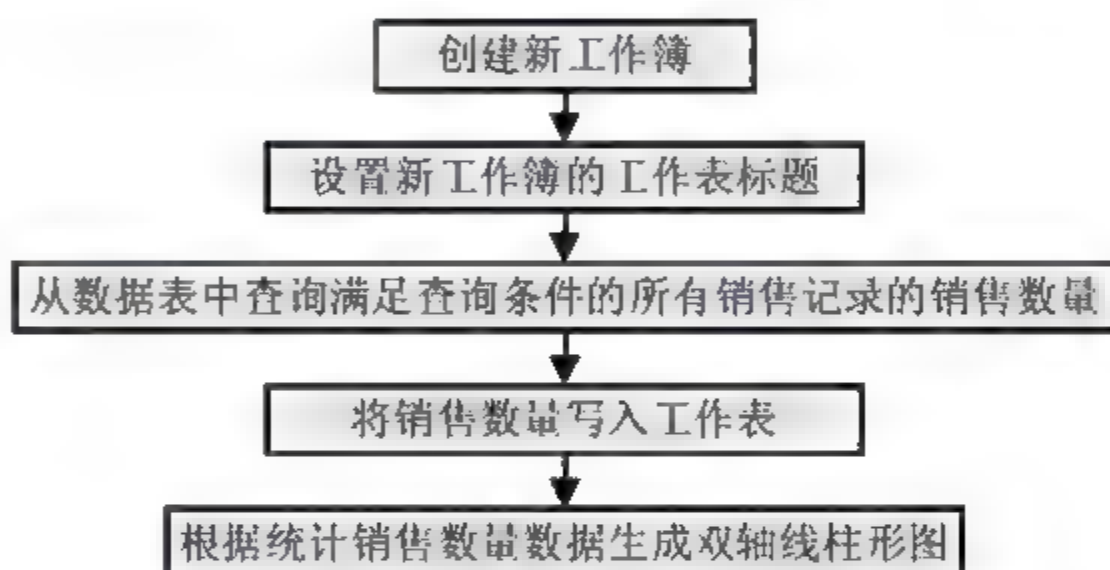 创建新工作簿
设置新工作簿的工作表标题
从数据表中查询满足查询条件的所有销售记录的销售数量
将销售数量写入工作表
根据统计销售数量数据生成双轴线柱形图